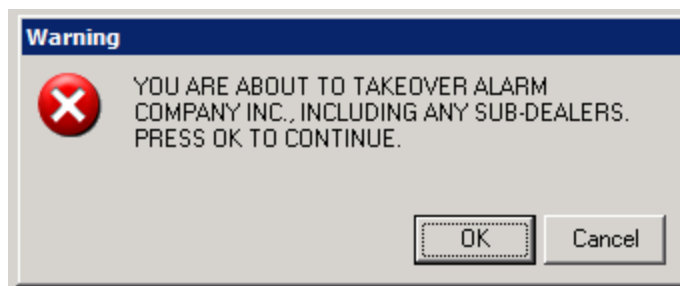 Warning
YOU ARE ABOUT TO TAKEOVER ALARM
COMPANY INC., INCLUDING ANY SUB-DEALERS.
PRESS OK TO CONTINUE.
OK
Cancel